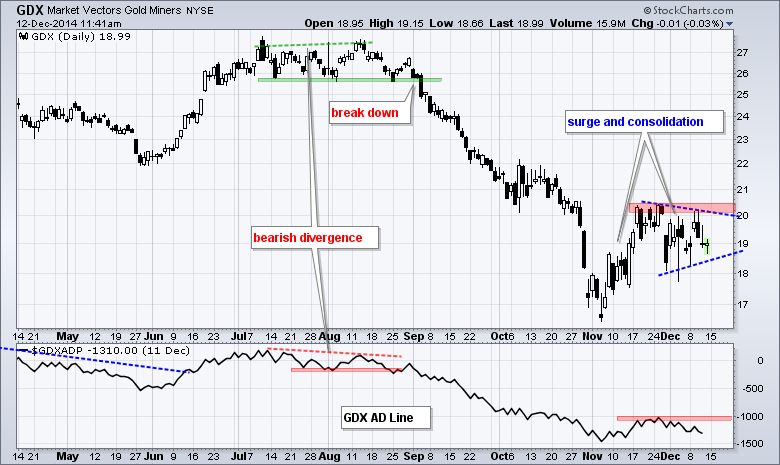 GDX Market Vectors Gold Miners NYSE © StockCharts.com
12-Dec-2014 11:41am Open 18.95 High 19.15 Low 18.66 Last 18.99 Volume 15.9M Chg -0.01 (-0.03%)
GDX (Daily) 18.99
27
26
25
24
23
22
21
20
19
18
17
break down
surge and consolidation
bearish divergence
14 21 May 12 19 Jun 9 16 23 Jul 7 14 21 28 Aug 11 18 25 Sep 8 15 22 Oct 6 13 20 27 Nov 10 17 24 Dec 8 15
$GDXADP -1310.00 (11 Dec)
0
-500
-1000
-1500
GDX AD Line
14 21 May 12 19 Jun 9 16 23 Jul 7 14 21 28 Aug 11 18 25 Sep 8 15 22 Oct 6 13 20 27 Nov 10 17 24 Dec 8 15